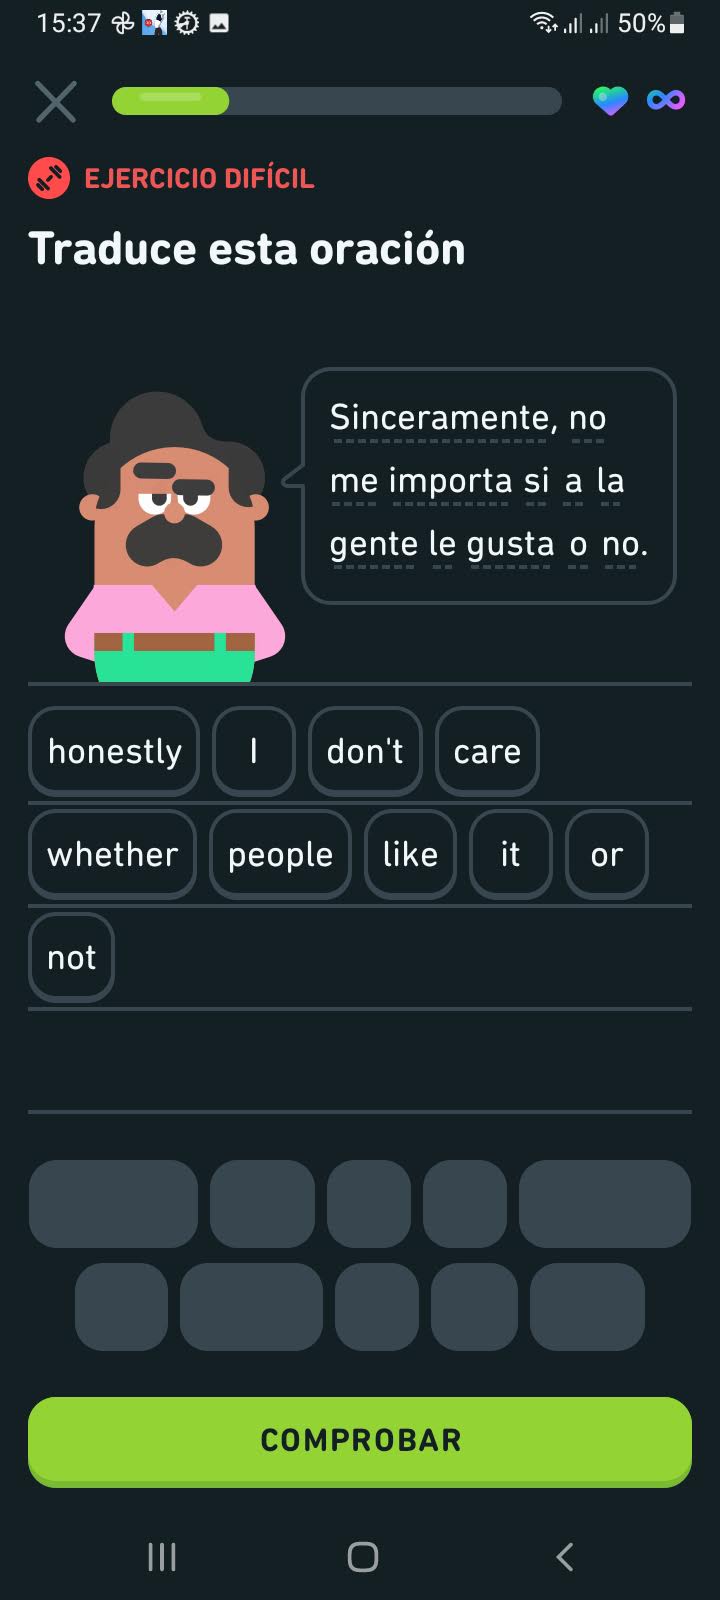 15:37
50%
EJERCICIO DIFÍCIL
Traduce esta oración
Sinceramente, no
me importa si a la
gente le gusta o no.
honestly I don't care
whether people like it or
not
COMPROBAR